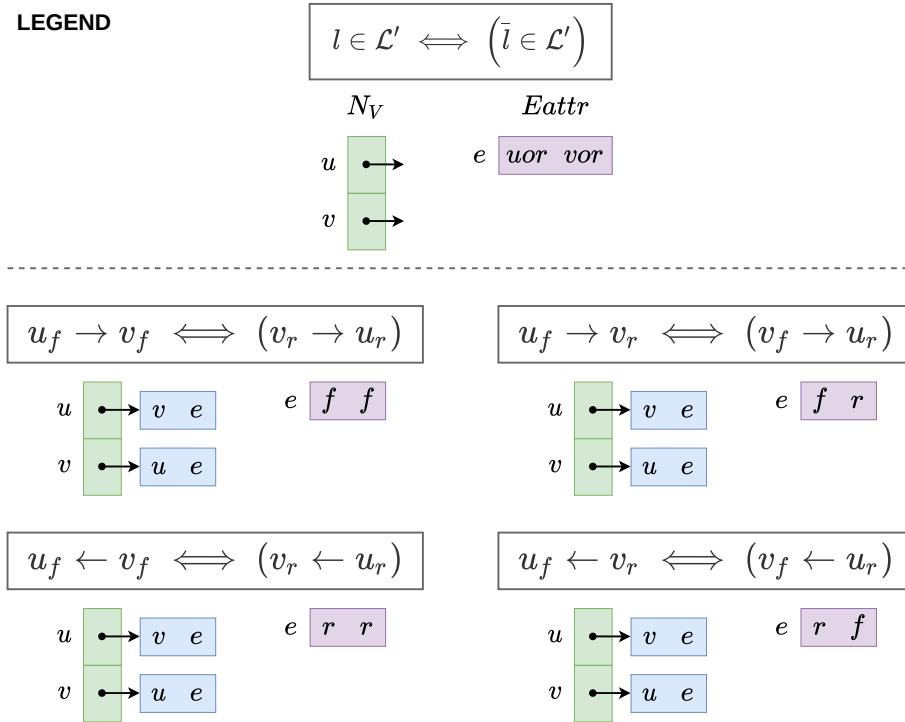 LEGEND
l ∈ ℒ′ ⟺ (l̄ ∈ ℒ′)
N_V Eattr
u e uor vor
v
u_f → v_f ⟺ (v_r → u_r)
u v e e f f
v u e
u_f → v_r ⟺ (v_f → u_r)
u v e e f r
v u e
u_f ← v_f ⟺ (v_r ← u_r)
u v e e r r
v u e
u_f ← v_r ⟺ (v_f ← u_r)
u v e e r f
v u e